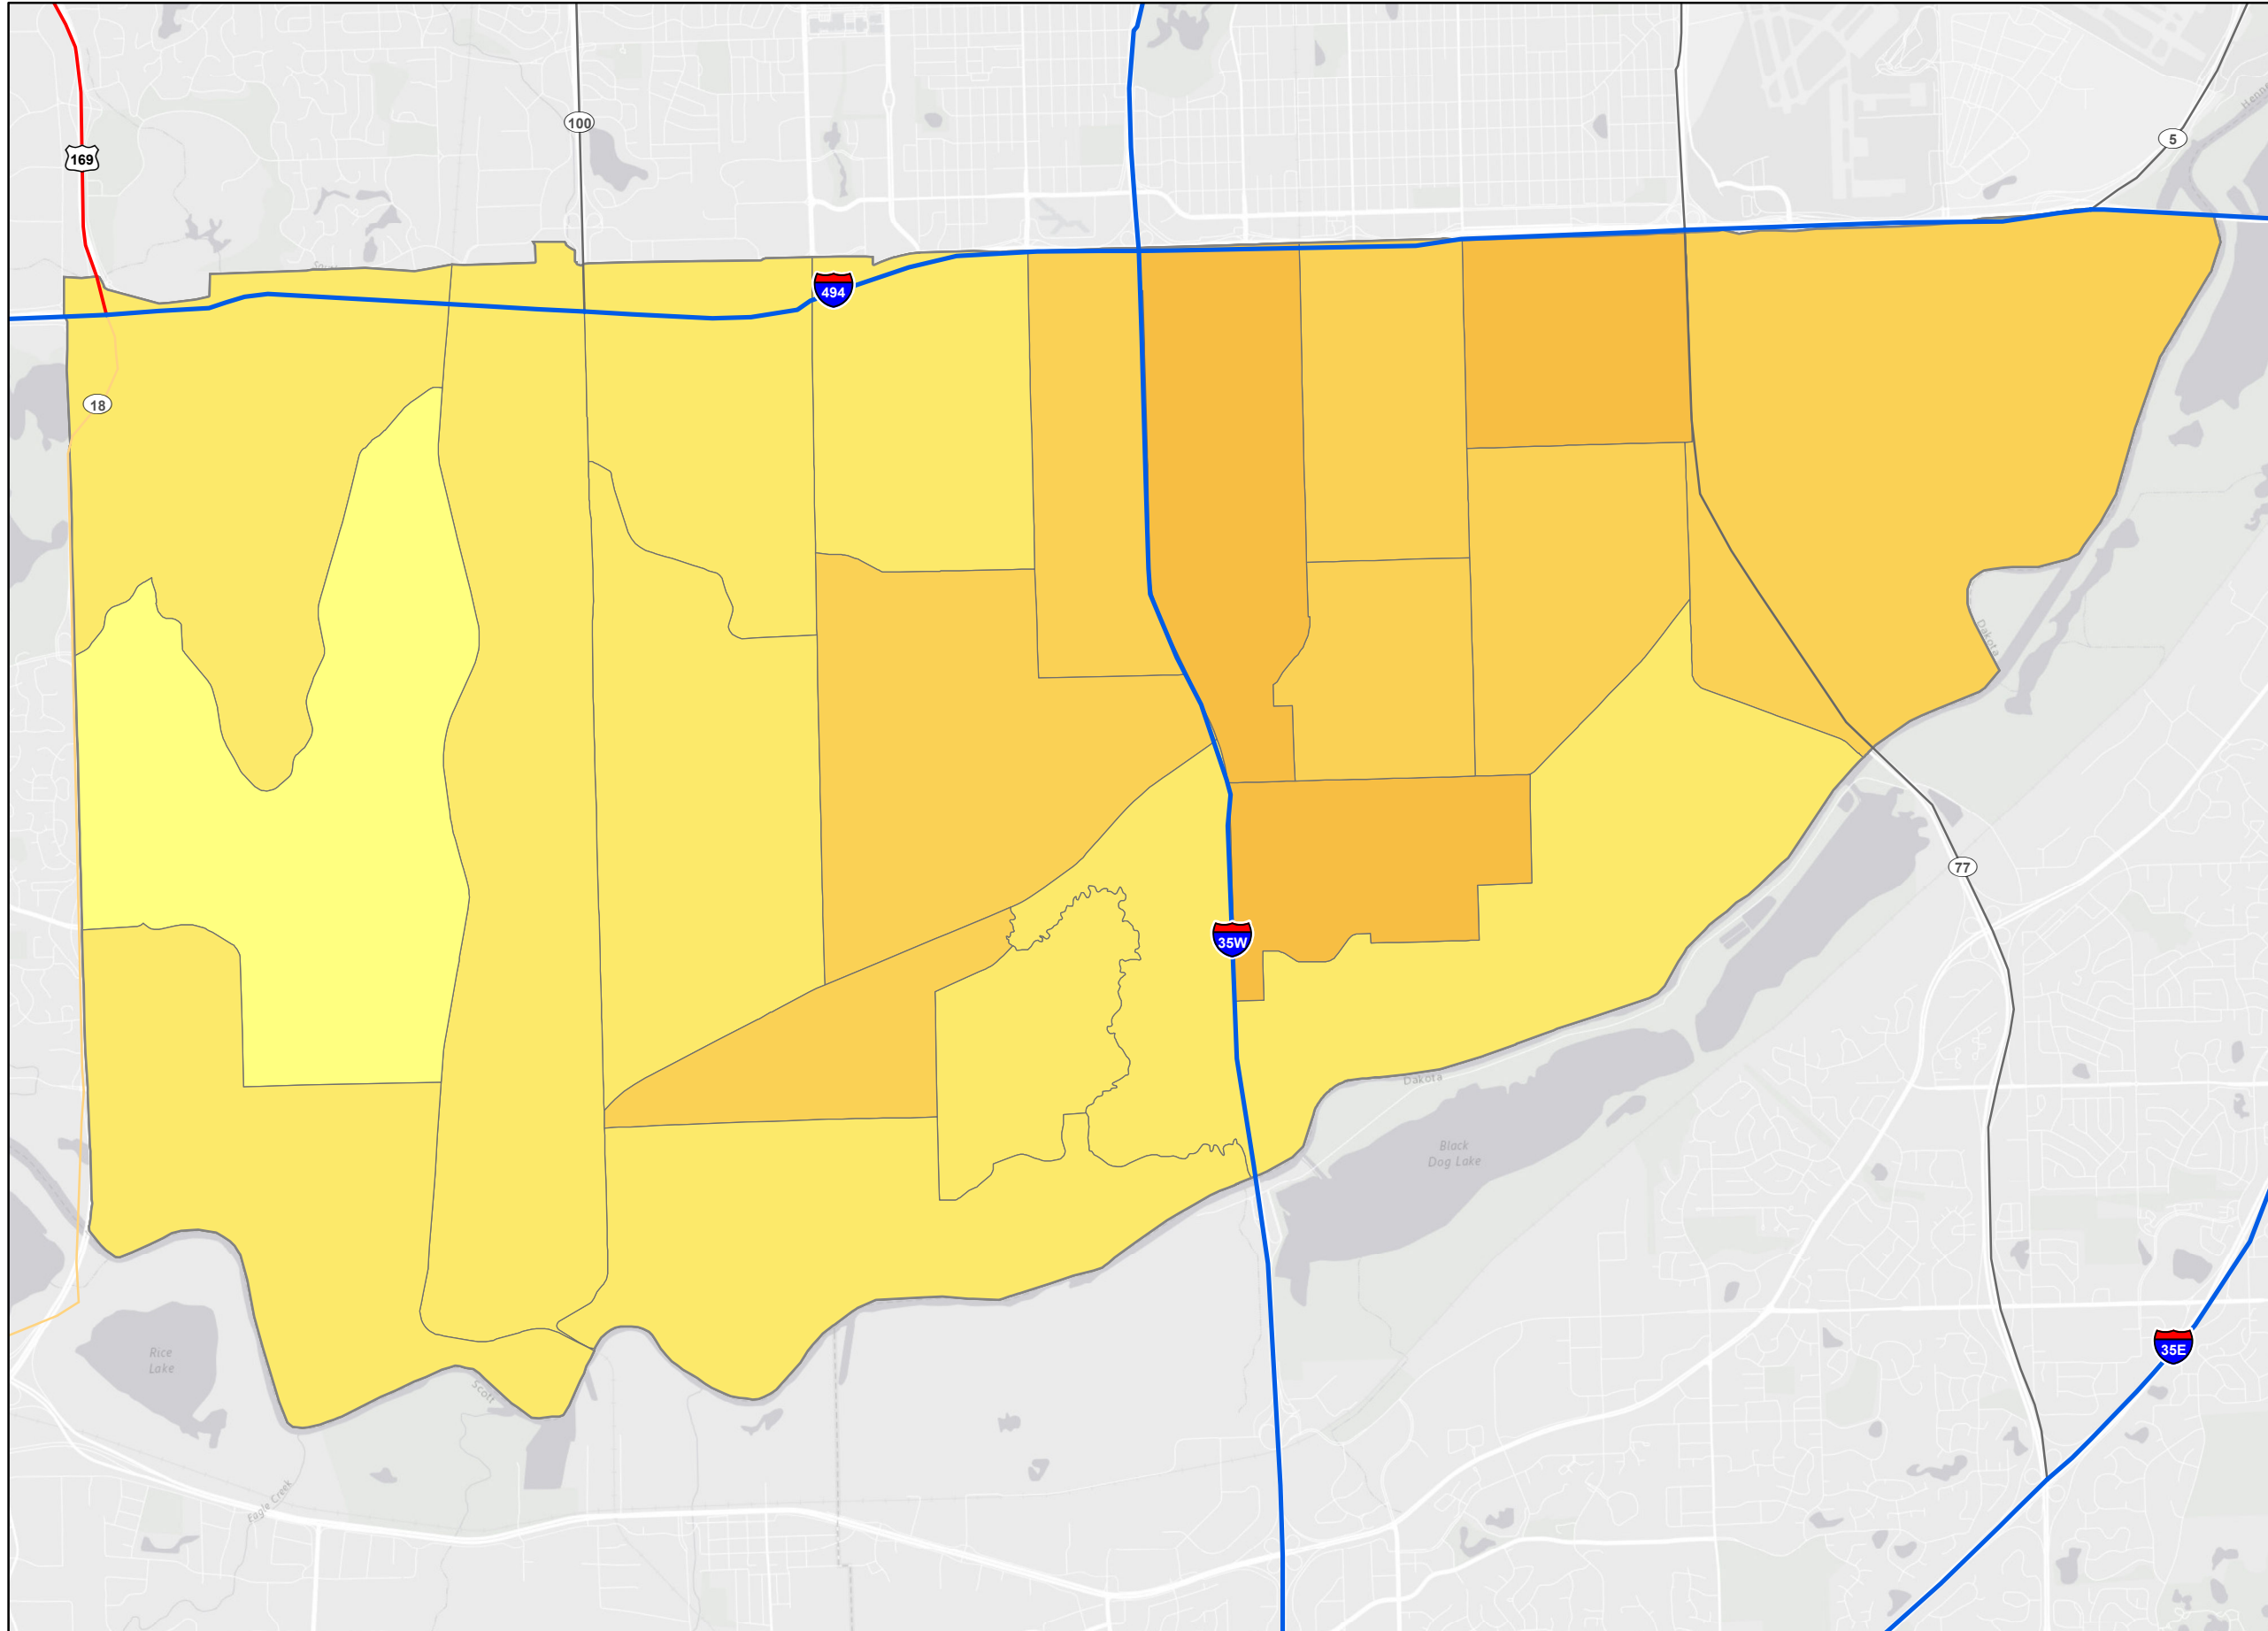 100
5
169
494
18
Dakota
77
35W
Dakota
Black
Dog Lake
35E
Rice
Lake
Scott
Eagle Creek